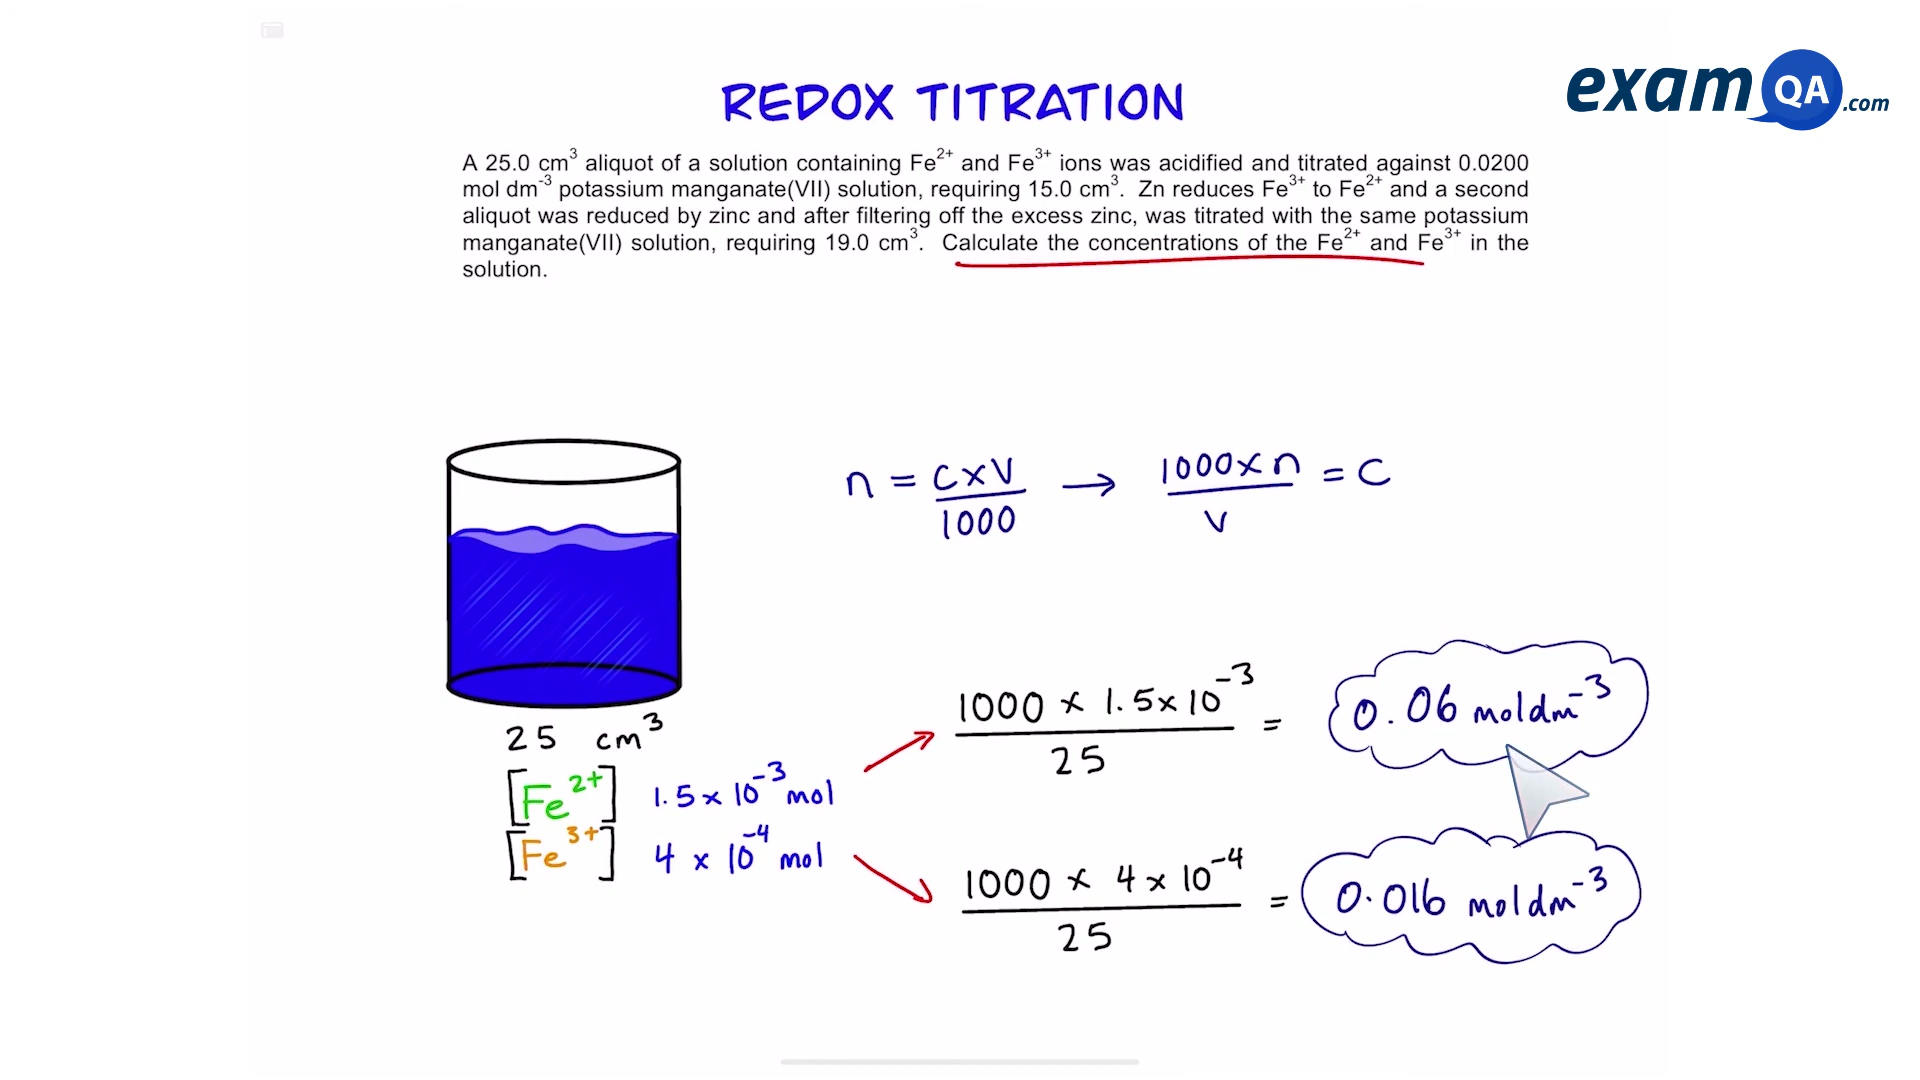 examQA.com
REDOX TITRATION
A 25.0 cm³ aliquot of a solution containing Fe²⁺ and Fe³⁺ ions was acidified and titrated against 0.0200
mol dm⁻³ potassium manganate(VII) solution, requiring 15.0 cm³. Zn reduces Fe³⁺ to Fe²⁺ and a second
aliquot was reduced by zinc and after filtering off the excess zinc, was titrated with the same potassium
manganate(VII) solution, requiring 19.0 cm³. Calculate the concentrations of the Fe²⁺ and Fe³⁺ in the
solution.
n = c×v/1000 → 1000×n/v = c
25 cm³
[Fe²⁺] 1.5×10⁻³ mol
[Fe³⁺] 4 × 10⁻⁴ mol
1000 × 1.5×10⁻³/25 = 0.06 moldm⁻³
1000 × 4×10⁻⁴/25 = 0.016 moldm⁻³